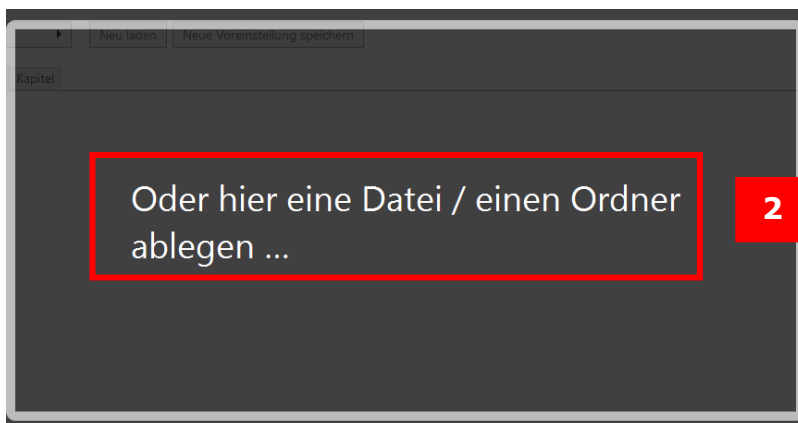 Neu laden Neue Voreinstellung speichern
Kapitel
Oder hier eine Datei / einen Ordner
ablegen ...
2